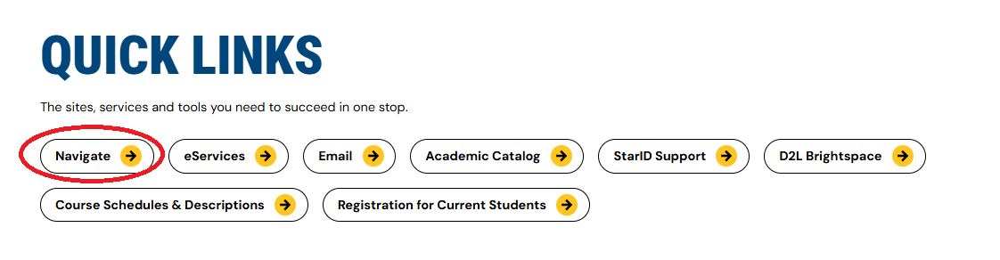 QUICK LINKS
The sites, services and tools you need to succeed in one stop.
Navigate eServices Email Academic Catalog StarID Support D2L Brightspace
Course Schedules & Descriptions Registration for Current Students